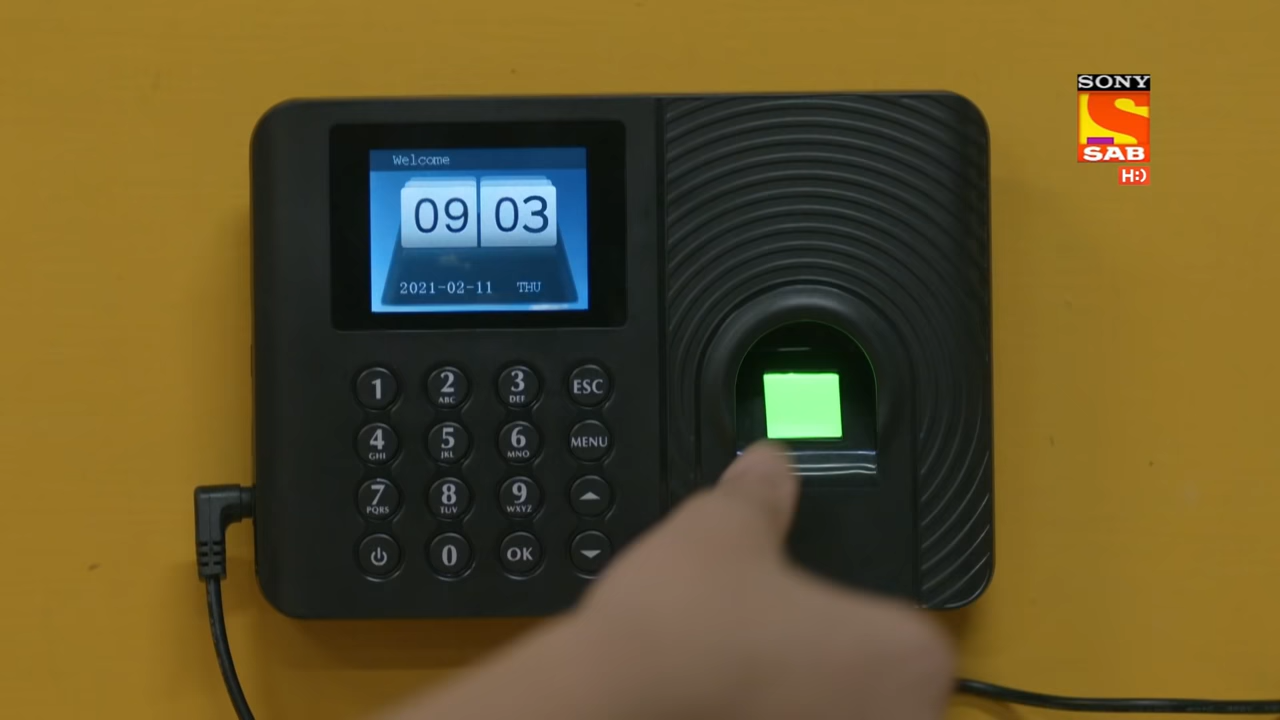 SONY
SAB
H:)
Welcome
09 03
2021-02-11 THU
1 2 ABC 3 DEF ESC
4 GHI 5 JKL 6 MNO MENU
7 PQRS 8 TUV 9 WXYZ
0 OK